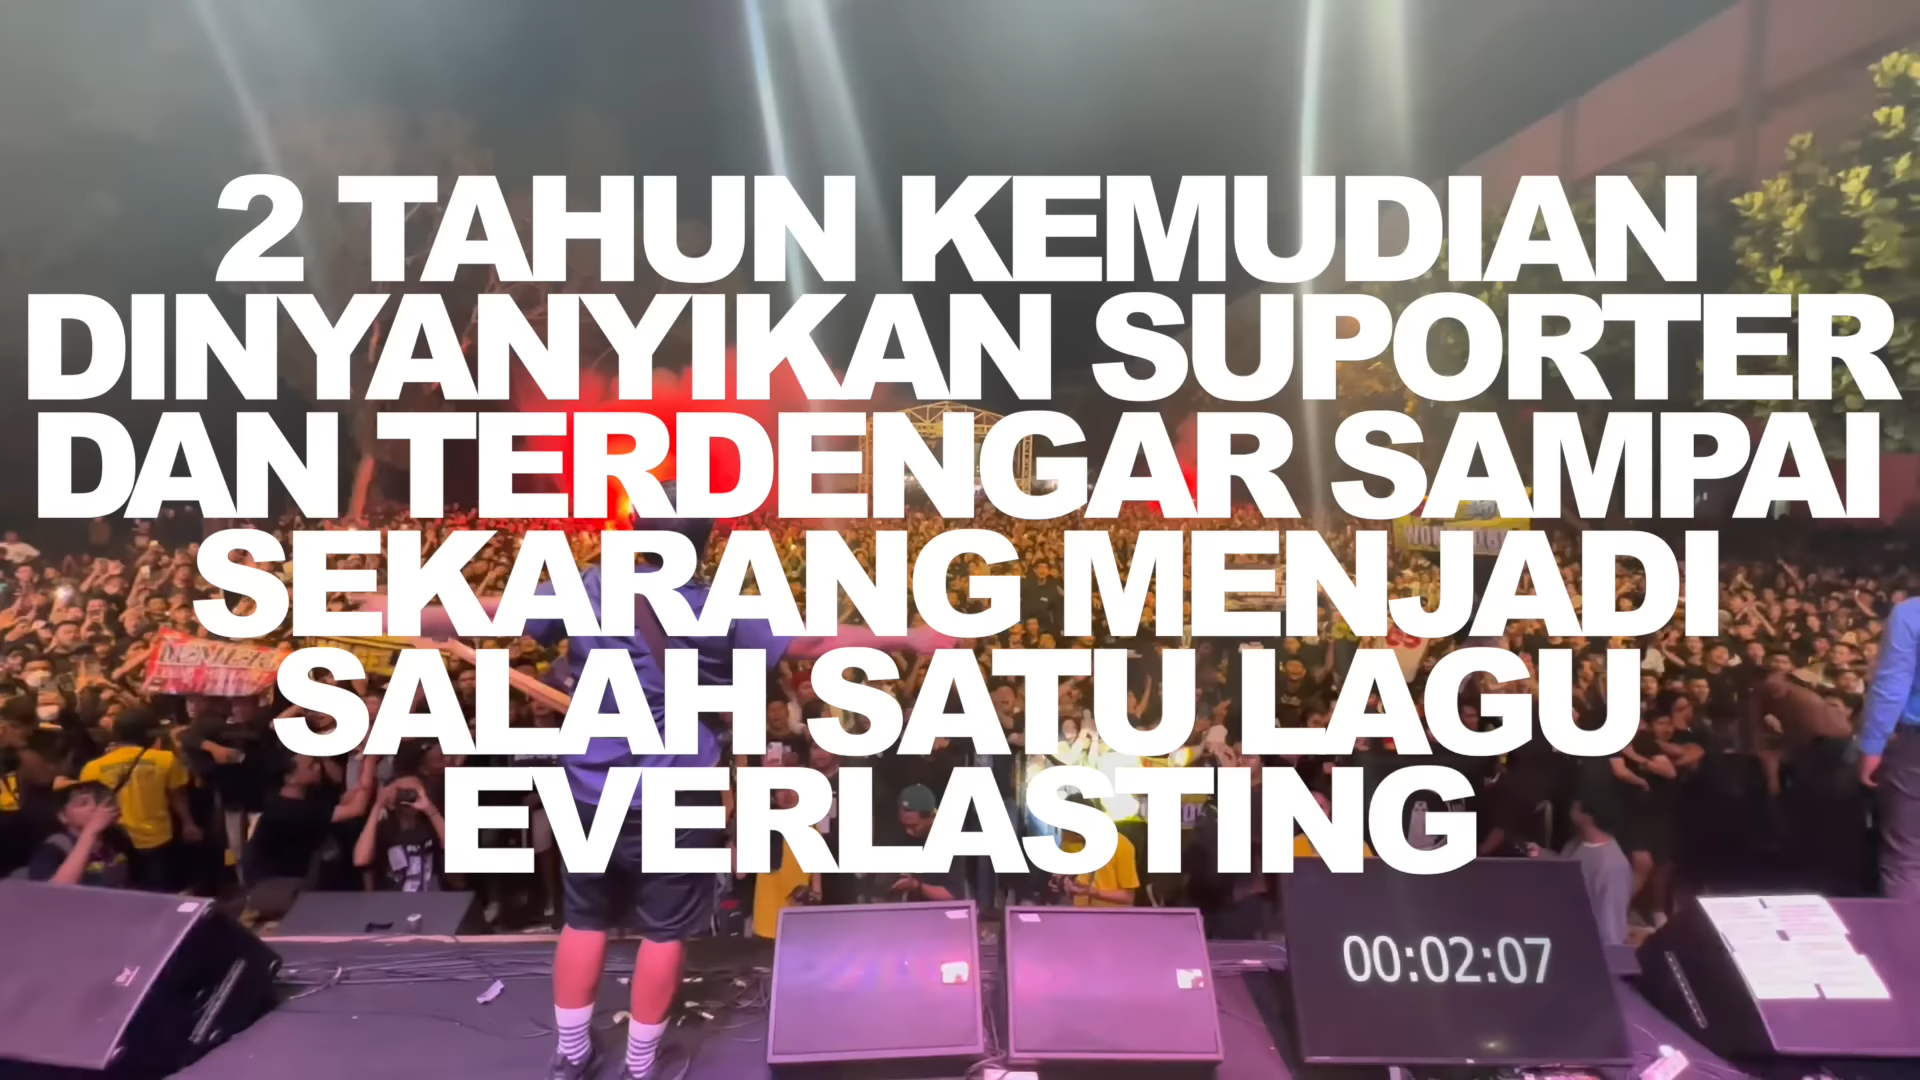 2 TAHUN KEMUDIAN
DINYANYIKAN SUPORTER
DAN TERDENGAR SAMPAI
SEKARANG MENJADI
SALAH SATU LAGU
EVERLASTING
00:02:07